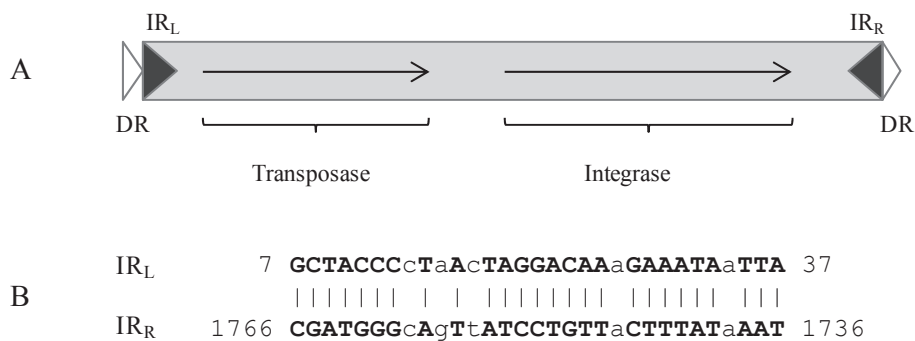 IRL IRR
A
DR DR
Transposase Integrase
IRL 7 GCTACCCcTaAcTAGGACAAaGAAATAaTTA 37
B
IRR 1766 CGATGGGcAgTtATCCTGTTaCTTTATaAAT 1736